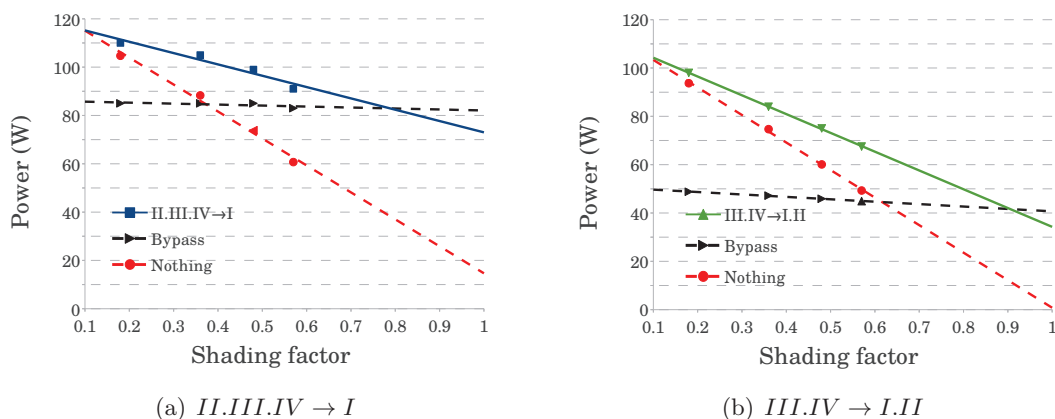 120
100
80
60
40
20
0
Power (W)
II.III.IV→I
Bypass
Nothing
0.1 0.2 0.3 0.4 0.5 0.6 0.7 0.8 0.9 1
Shading factor
(a) II.III.IV → I
120
100
80
60
40
20
0
Power (W)
III.IV→I.II
Bypass
Nothing
0.1 0.2 0.3 0.4 0.5 0.6 0.7 0.8 0.9 1
Shading factor
(b) III.IV → I.II